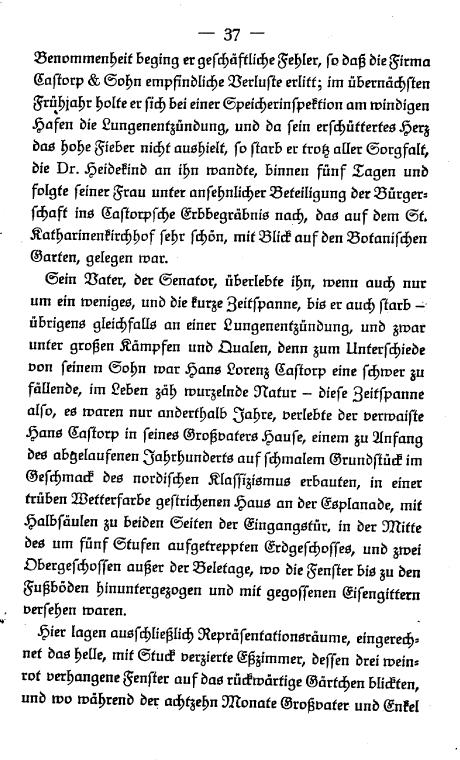 — 37 —
Benommenheit beging er geschäftliche Fehler, so daß die Firma
Castorp & Sohn empfindliche Verluste erlitt; im übernächsten
Frühjahr holte er sich bei einer Speicherinspektion am windigen
Hafen die Lungenentzündung, und da sein erschüttertes Herz
das hohe Fieber nicht aushielt, so starb er trotz aller Sorgfalt,
die Dr. Heidekind an ihn wandte, binnen fünf Tagen und
folgte seiner Frau unter ansehnlicher Beteiligung der Bürger-
schaft ins Castorpsche Erbbegräbnis nach, das auf dem St.
Katharinenkirchhof sehr schön, mit Blick auf den Botanischen
Garten, gelegen war.
Sein Vater, der Senator, überlebte ihn, wenn auch nur
um ein weniges, und die kurze Zeitspanne, bis er auch starb –
übrigens gleichfalls an einer Lungenentzündung, und zwar
unter großen Kämpfen und Qualen, denn zum Unterschiede
von seinem Sohn war Hans Lorenz Castorp eine schwer zu
fällende, im Leben zäh wurzelnde Natur – diese Zeitspanne
also, es waren nur anderthalb Jahre, verlebte der verwaiste
Hans Castorp in seines Großvaters Hause, einem zu Anfang
des abgelaufenen Jahrhunderts auf schmalem Grundstück im
Geschmack des nordischen Klassizismus erbauten, in einer
trüben Wetterfarbe gestrichenen Haus an der Esplanade, mit
Halbsäulen zu beiden Seiten der Eingangstür, in der Mitte
des um fünf Stufen aufgetreppten Erdgeschosses, und zwei
Obergeschossen außer der Beletage, wo die Fenster bis zu den
Fußböden hinuntergezogen und mit gegossenen Eisengittern
versehen waren.
Hier lagen ausschließlich Repräsentationsräume, eingerech-
net das helle, mit Stuck verzierte Eßzimmer, dessen drei wein-
rot verhangene Fenster auf das rückwärtige Gärtchen blickten,
und wo während der achtzehn Monate Großvater und Enkel